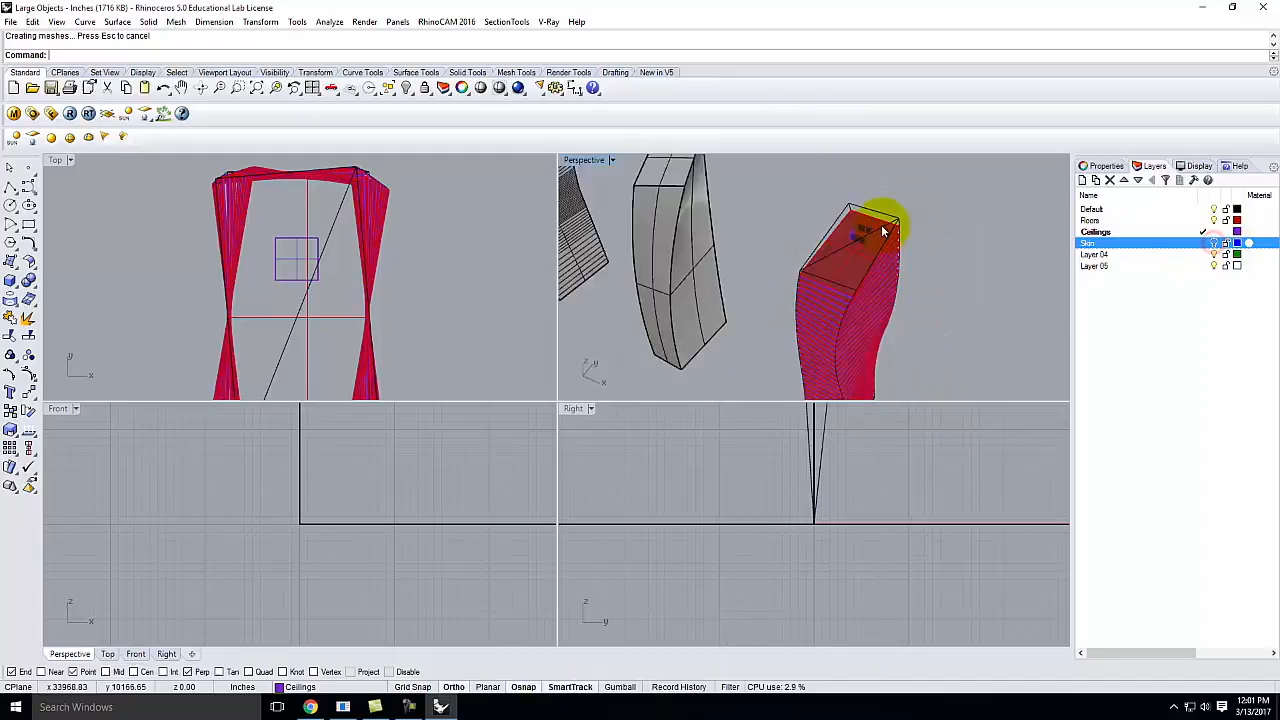 Large Objects - Inches (1716 KB) - Rhinoceros 5.0 Educational Lab License
File Edit View Curve Surface Solid Mesh Dimension Transform Tools Analyze Render Panels RhinoCAM 2016 SectionTools V-Ray Help
Creating meshes... Press Esc to cancel
Command:
Standard CPlanes Set View Display Select Viewport Layout Visibility Transform Curve Tools Surface Tools Solid Tools Mesh Tools Render Tools Drafting New in V5
Top Perspective
Properties Layers Display Help
Name Material
Default
Floors
Ceilings
Skin
Layer 04
Layer 05
y x
z y x
Front Right
z x
z y
Perspective Top Front Right
End Near Point Mid Cen Int Perp Tan Quad Knot Vertex Project Disable
CPlane x 33968.83 y 10166.65 z 0.00 Inches Ceilings Grid Snap Ortho Planar Osnap SmartTrack Gumball Record History Filter CPU use: 2.9 %
Search Windows
12:01 PM
3/13/2017